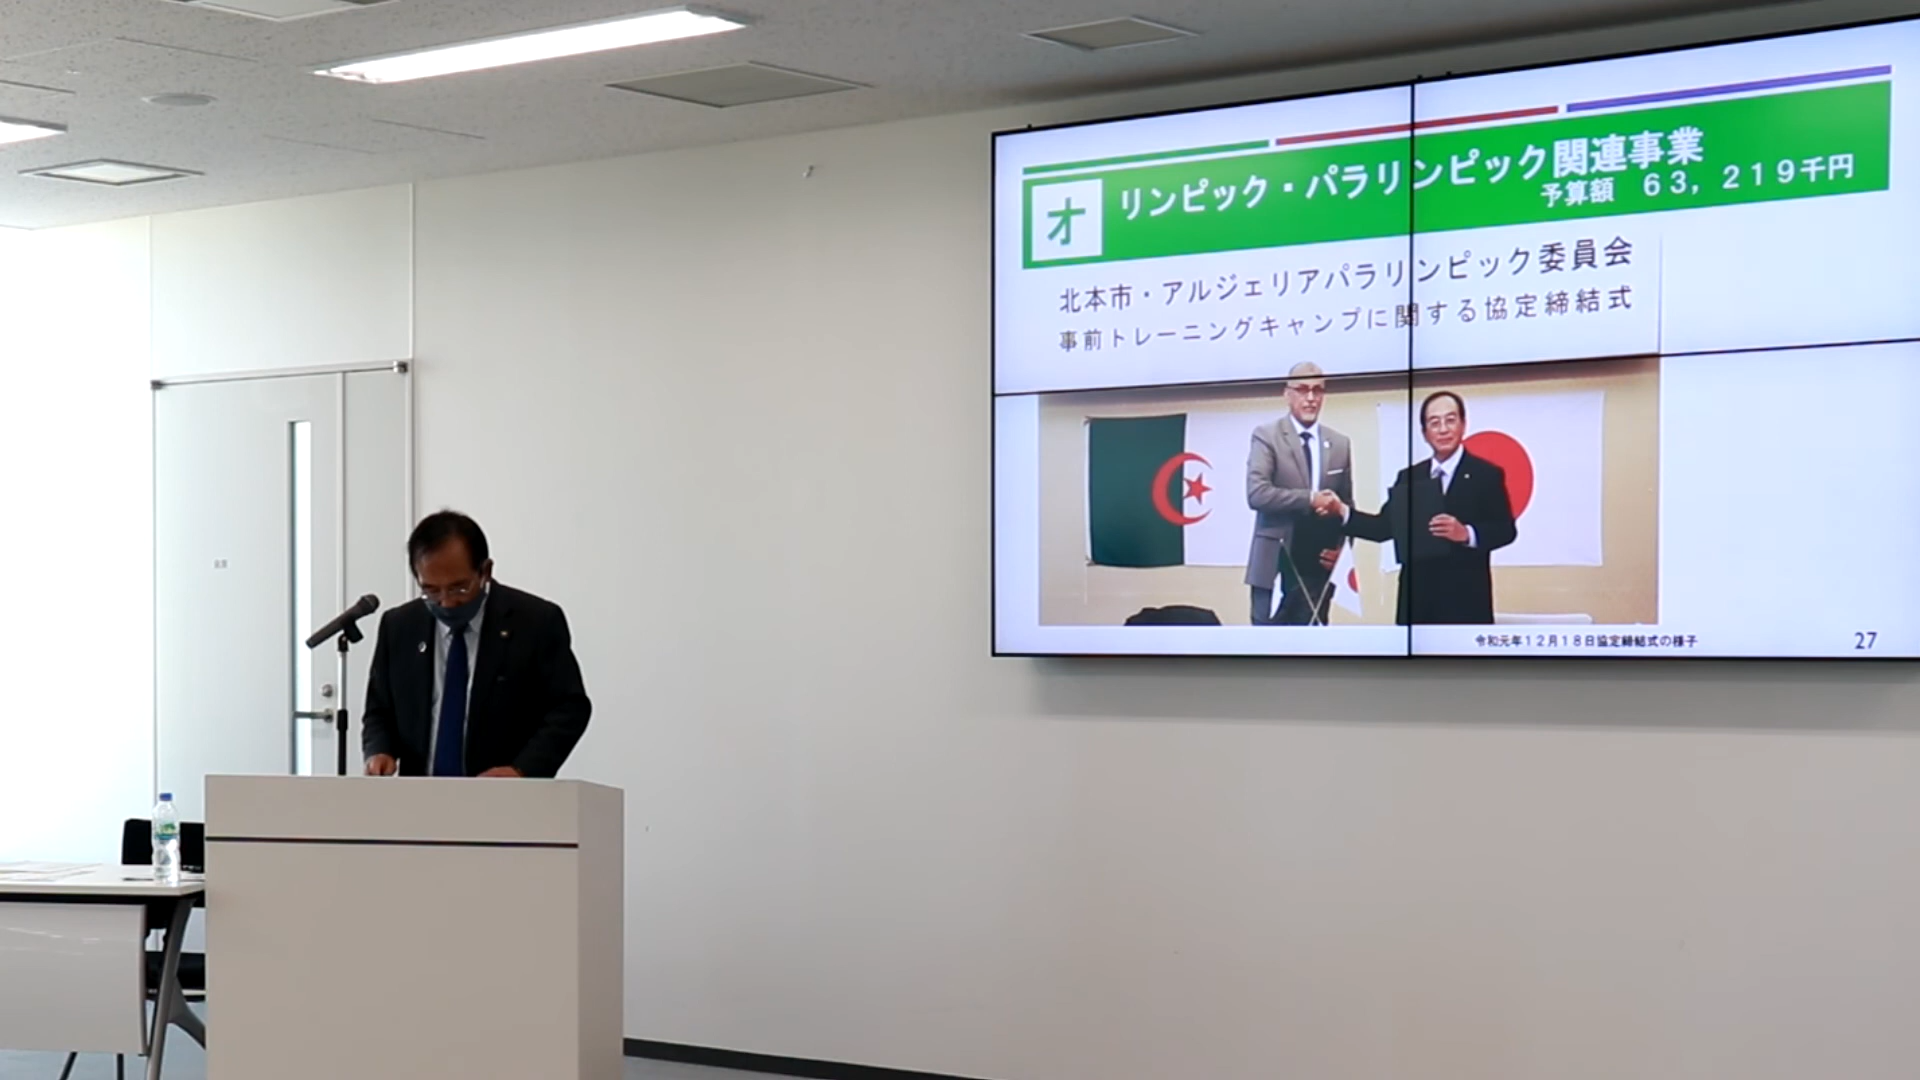 オリンピック・パラリンピック関連事業
予算額 63,219千円
北本市・アルジェリアパラリンピック委員会
事前トレーニングキャンプに関する協定締結式
令和元年12月18日協定締結式の様子
27